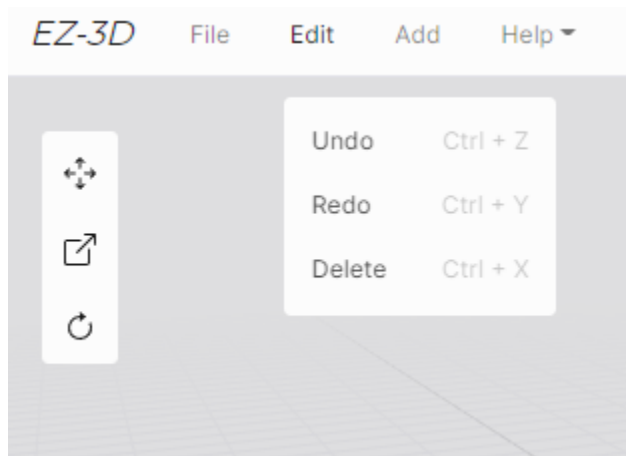 EZ-3D File Edit Add Help
Undo Ctrl + Z
Redo Ctrl + Y
Delete Ctrl + X